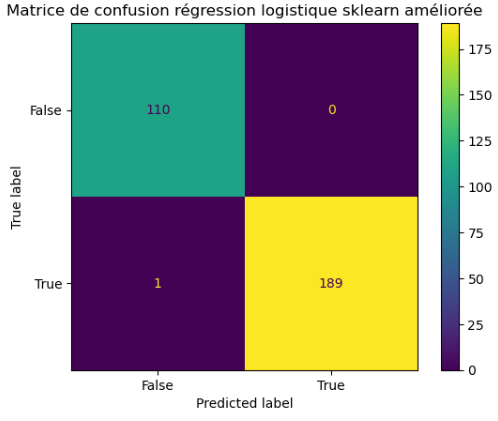 Matrice de confusion régression logistique sklearn améliorée
False
True
True label
110
0
1
189
False
True
Predicted label
175
150
125
100
75
50
25
0